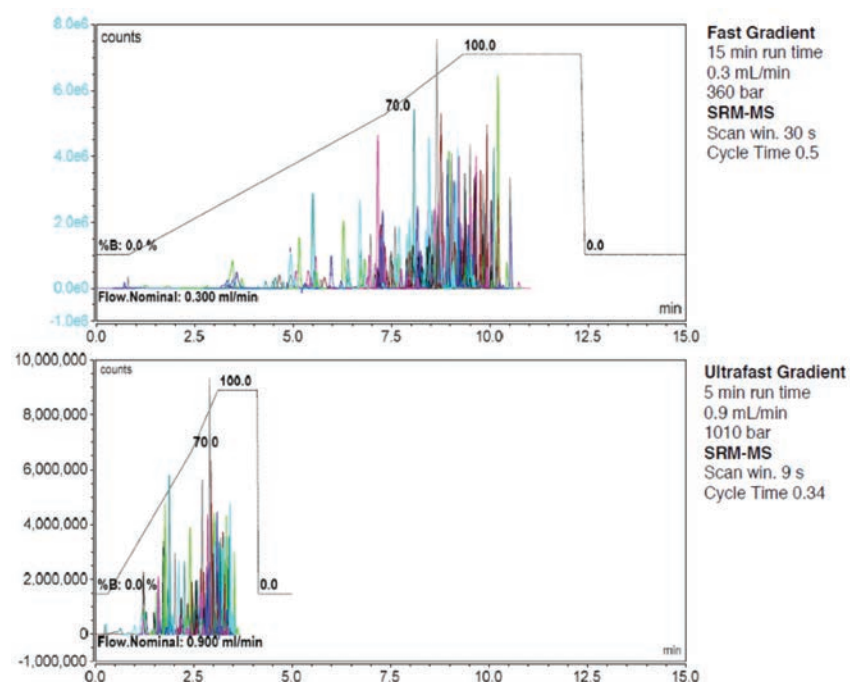 8.0e6
counts
100.0
6.0e6
70.0
4.0e6
2.0e6
%B: 0.0 %
0.0
0.0e0
Flow.Nominal: 0.300 ml/min
min
-1.0e6
0.0 2.5 5.0 7.5 10.0 12.5 15.0
Fast Gradient
15 min run time
0.3 mL/min
360 bar
SRM-MS
Scan win. 30 s
Cycle Time 0.5
10,000,000
counts
100.0
8,000,000
70.0
6,000,000
4,000,000
2,000,000
%B: 0.0 %
0.0
0
Flow.Nominal: 0.900 ml/min
min
-1,000,000
0.0 2.5 5.0 7.5 10.0 12.5 15.0
Ultrafast Gradient
5 min run time
0.9 mL/min
1010 bar
SRM-MS
Scan win. 9 s
Cycle Time 0.34